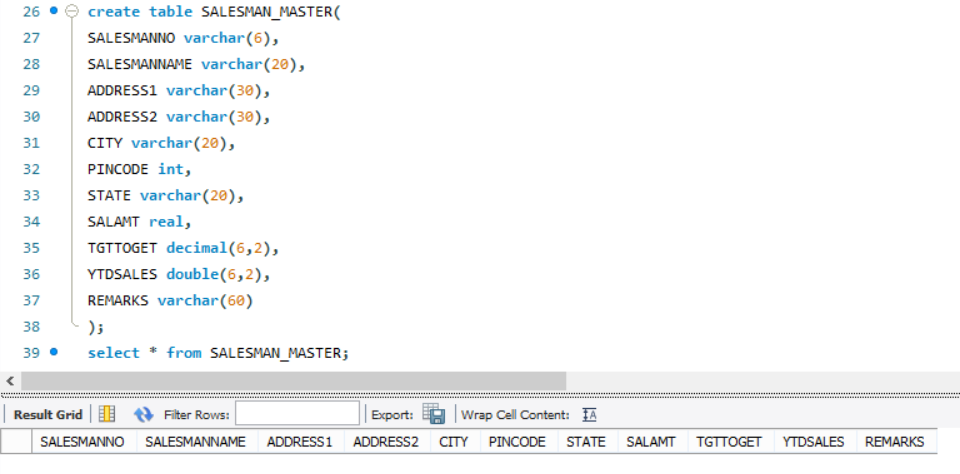 26 create table SALESMAN_MASTER(
27 SALESMANNO varchar(6),
28 SALESMANNAME varchar(20),
29 ADDRESS1 varchar(30),
30 ADDRESS2 varchar(30),
31 CITY varchar(20),
32 PINCODE int,
33 STATE varchar(20),
34 SALAMT real,
35 TGTTOGET decimal(6,2),
36 YTDSALES double(6,2),
37 REMARKS varchar(60)
38 );
39 select * from SALESMAN_MASTER;
Result Grid Filter Rows: Export: Wrap Cell Content: IA
SALESMANNO SALESMANNAME ADDRESS1 ADDRESS2 CITY PINCODE STATE SALAMT TGTTOGET YTDSALES REMARKS